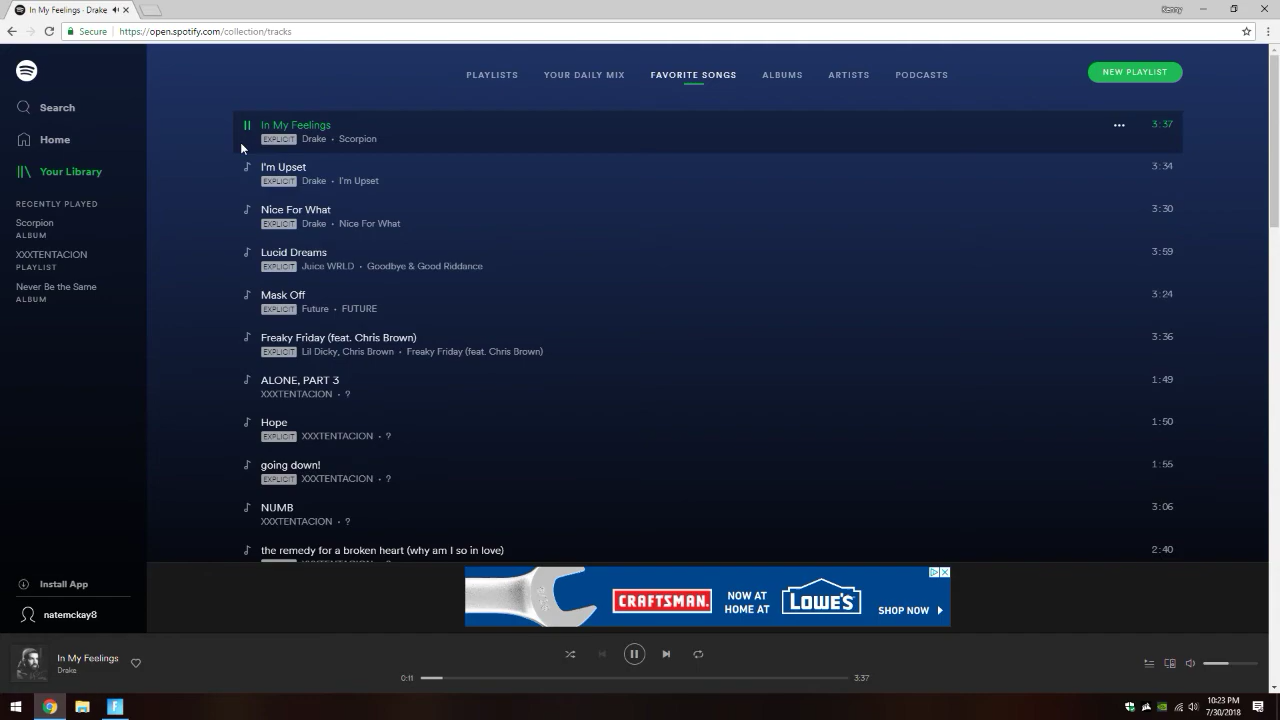 In My Feelings · Drake
Secure https://open.spotify.com/collection/tracks
Search
Home
Your Library
RECENTLY PLAYED
Scorpion
ALBUM
XXXTENTACION
PLAYLIST
Never Be the Same
ALBUM
Install App
natemckay8
PLAYLISTS YOUR DAILY MIX FAVORITE SONGS ALBUMS ARTISTS PODCASTS NEW PLAYLIST
In My Feelings 3:37
EXPLICIT Drake • Scorpion
I'm Upset 3:34
EXPLICIT Drake • I'm Upset
Nice For What 3:30
EXPLICIT Drake • Nice For What
Lucid Dreams 3:59
EXPLICIT Juice WRLD • Goodbye & Good Riddance
Mask Off 3:24
EXPLICIT Future • FUTURE
Freaky Friday (feat. Chris Brown) 3:36
EXPLICIT Lil Dicky, Chris Brown • Freaky Friday (feat. Chris Brown)
ALONE, PART 3 1:49
XXXTENTACION • ?
Hope 1:50
EXPLICIT XXXTENTACION • ?
going down! 1:55
EXPLICIT XXXTENTACION • ?
NUMB 3:06
XXXTENTACION • ?
the remedy for a broken heart (why am I so in love) 2:40
CRAFTSMAN. NOW AT HOME AT LOWE'S SHOP NOW
In My Feelings
Drake
0:11 3:37
10:23 PM
7/30/2018